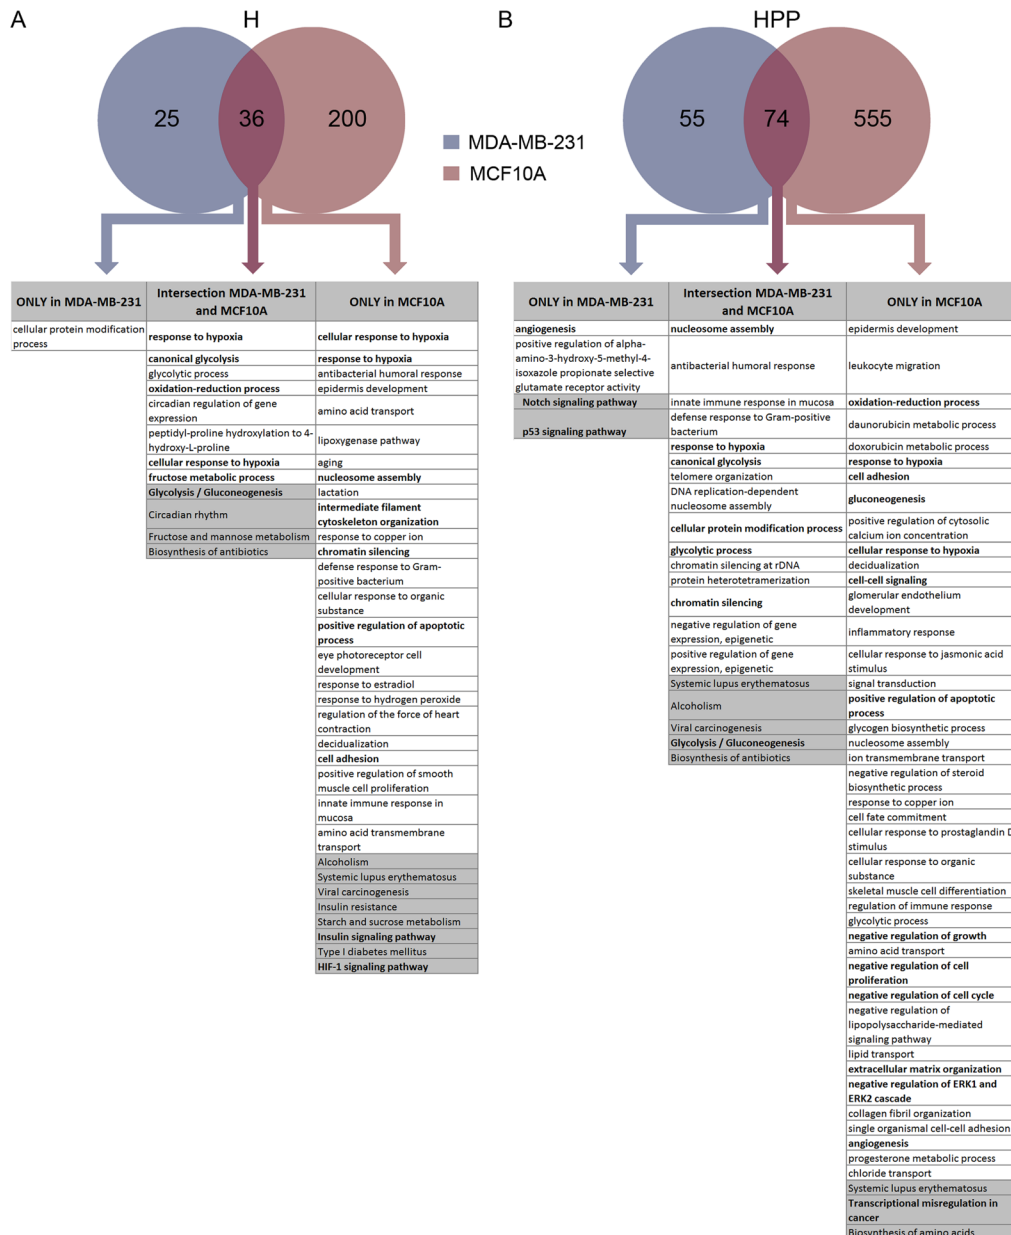 A
H
25
36
200
MDA-MB-231
MCF10A
B
HPP
55
74
555
ONLY in MDA-MB-231
Intersection MDA-MB-231
and MCF10A
ONLY in MCF10A
cellular protein modification
process
response to hypoxia
canonical glycolysis
glycolytic process
oxidation-reduction process
circadian regulation of gene
expression
peptidyl-proline hydroxylation to 4-
hydroxy-L-proline
cellular response to hypoxia
fructose metabolic process
Glycolysis / Gluconeogenesis
Circadian rhythm
Fructose and mannose metabolism
Biosynthesis of antibiotics
cellular response to hypoxia
response to hypoxia
antibacterial humoral response
epidermis development
amino acid transport
lipoxygenase pathway
aging
nucleosome assembly
lactation
intermediate filament
cytoskeleton organization
response to copper ion
chromatin silencing
defense response to Gram-
positive bacterium
cellular response to organic
substance
positive regulation of apoptotic
process
eye photoreceptor cell
development
response to estradiol
response to hydrogen peroxide
regulation of the force of heart
contraction
decidualization
cell adhesion
positive regulation of smooth
muscle cell proliferation
innate immune response in
mucosa
amino acid transmembrane
transport
Alcoholism
Systemic lupus erythematosus
Viral carcinogenesis
Insulin resistance
Starch and sucrose metabolism
Insulin signaling pathway
Type I diabetes mellitus
HIF-1 signaling pathway
ONLY in MDA-MB-231
Intersection MDA-MB-231
and MCF10A
ONLY in MCF10A
angiogenesis
positive regulation of alpha-
amino-3-hydroxy-5-methyl-4-
isoxazole propionate selective
glutamate receptor activity
Notch signaling pathway
p53 signaling pathway
nucleosome assembly
antibacterial humoral response
innate immune response in mucosa
defense response to Gram-positive
bacterium
response to hypoxia
canonical glycolysis
telomere organization
DNA replication-dependent
nucleosome assembly
cellular protein modification process
glycolytic process
chromatin silencing at rDNA
protein heterotetramerization
chromatin silencing
negative regulation of gene
expression, epigenetic
positive regulation of gene
expression, epigenetic
Systemic lupus erythematosus
Alcoholism
Viral carcinogenesis
Glycolysis / Gluconeogenesis
Biosynthesis of antibiotics
epidermis development
leukocyte migration
oxidation-reduction process
daunorubicin metabolic process
doxorubicin metabolic process
response to hypoxia
cell adhesion
gluconeogenesis
positive regulation of cytosolic
calcium ion concentration
cellular response to hypoxia
decidualization
cell-cell signaling
glomerular endothelium
development
inflammatory response
cellular response to jasmonic acid
stimulus
signal transduction
positive regulation of apoptotic
process
glycogen biosynthetic process
nucleosome assembly
ion transmembrane transport
negative regulation of steroid
biosynthetic process
response to copper ion
cell fate commitment
cellular response to prostaglandin D
stimulus
cellular response to organic
substance
skeletal muscle cell differentiation
regulation of immune response
glycolytic process
negative regulation of growth
amino acid transport
negative regulation of cell
proliferation
negative regulation of cell cycle
negative regulation of
lipopolysaccharide-mediated
signaling pathway
lipid transport
extracellular matrix organization
negative regulation of ERK1 and
ERK2 cascade
collagen fibril organization
single organismal cell-cell adhesion
angiogenesis
progesterone metabolic process
chloride transport
Systemic lupus erythematosus
Transcriptional misregulation in
cancer
Biosynthesis of amino acids